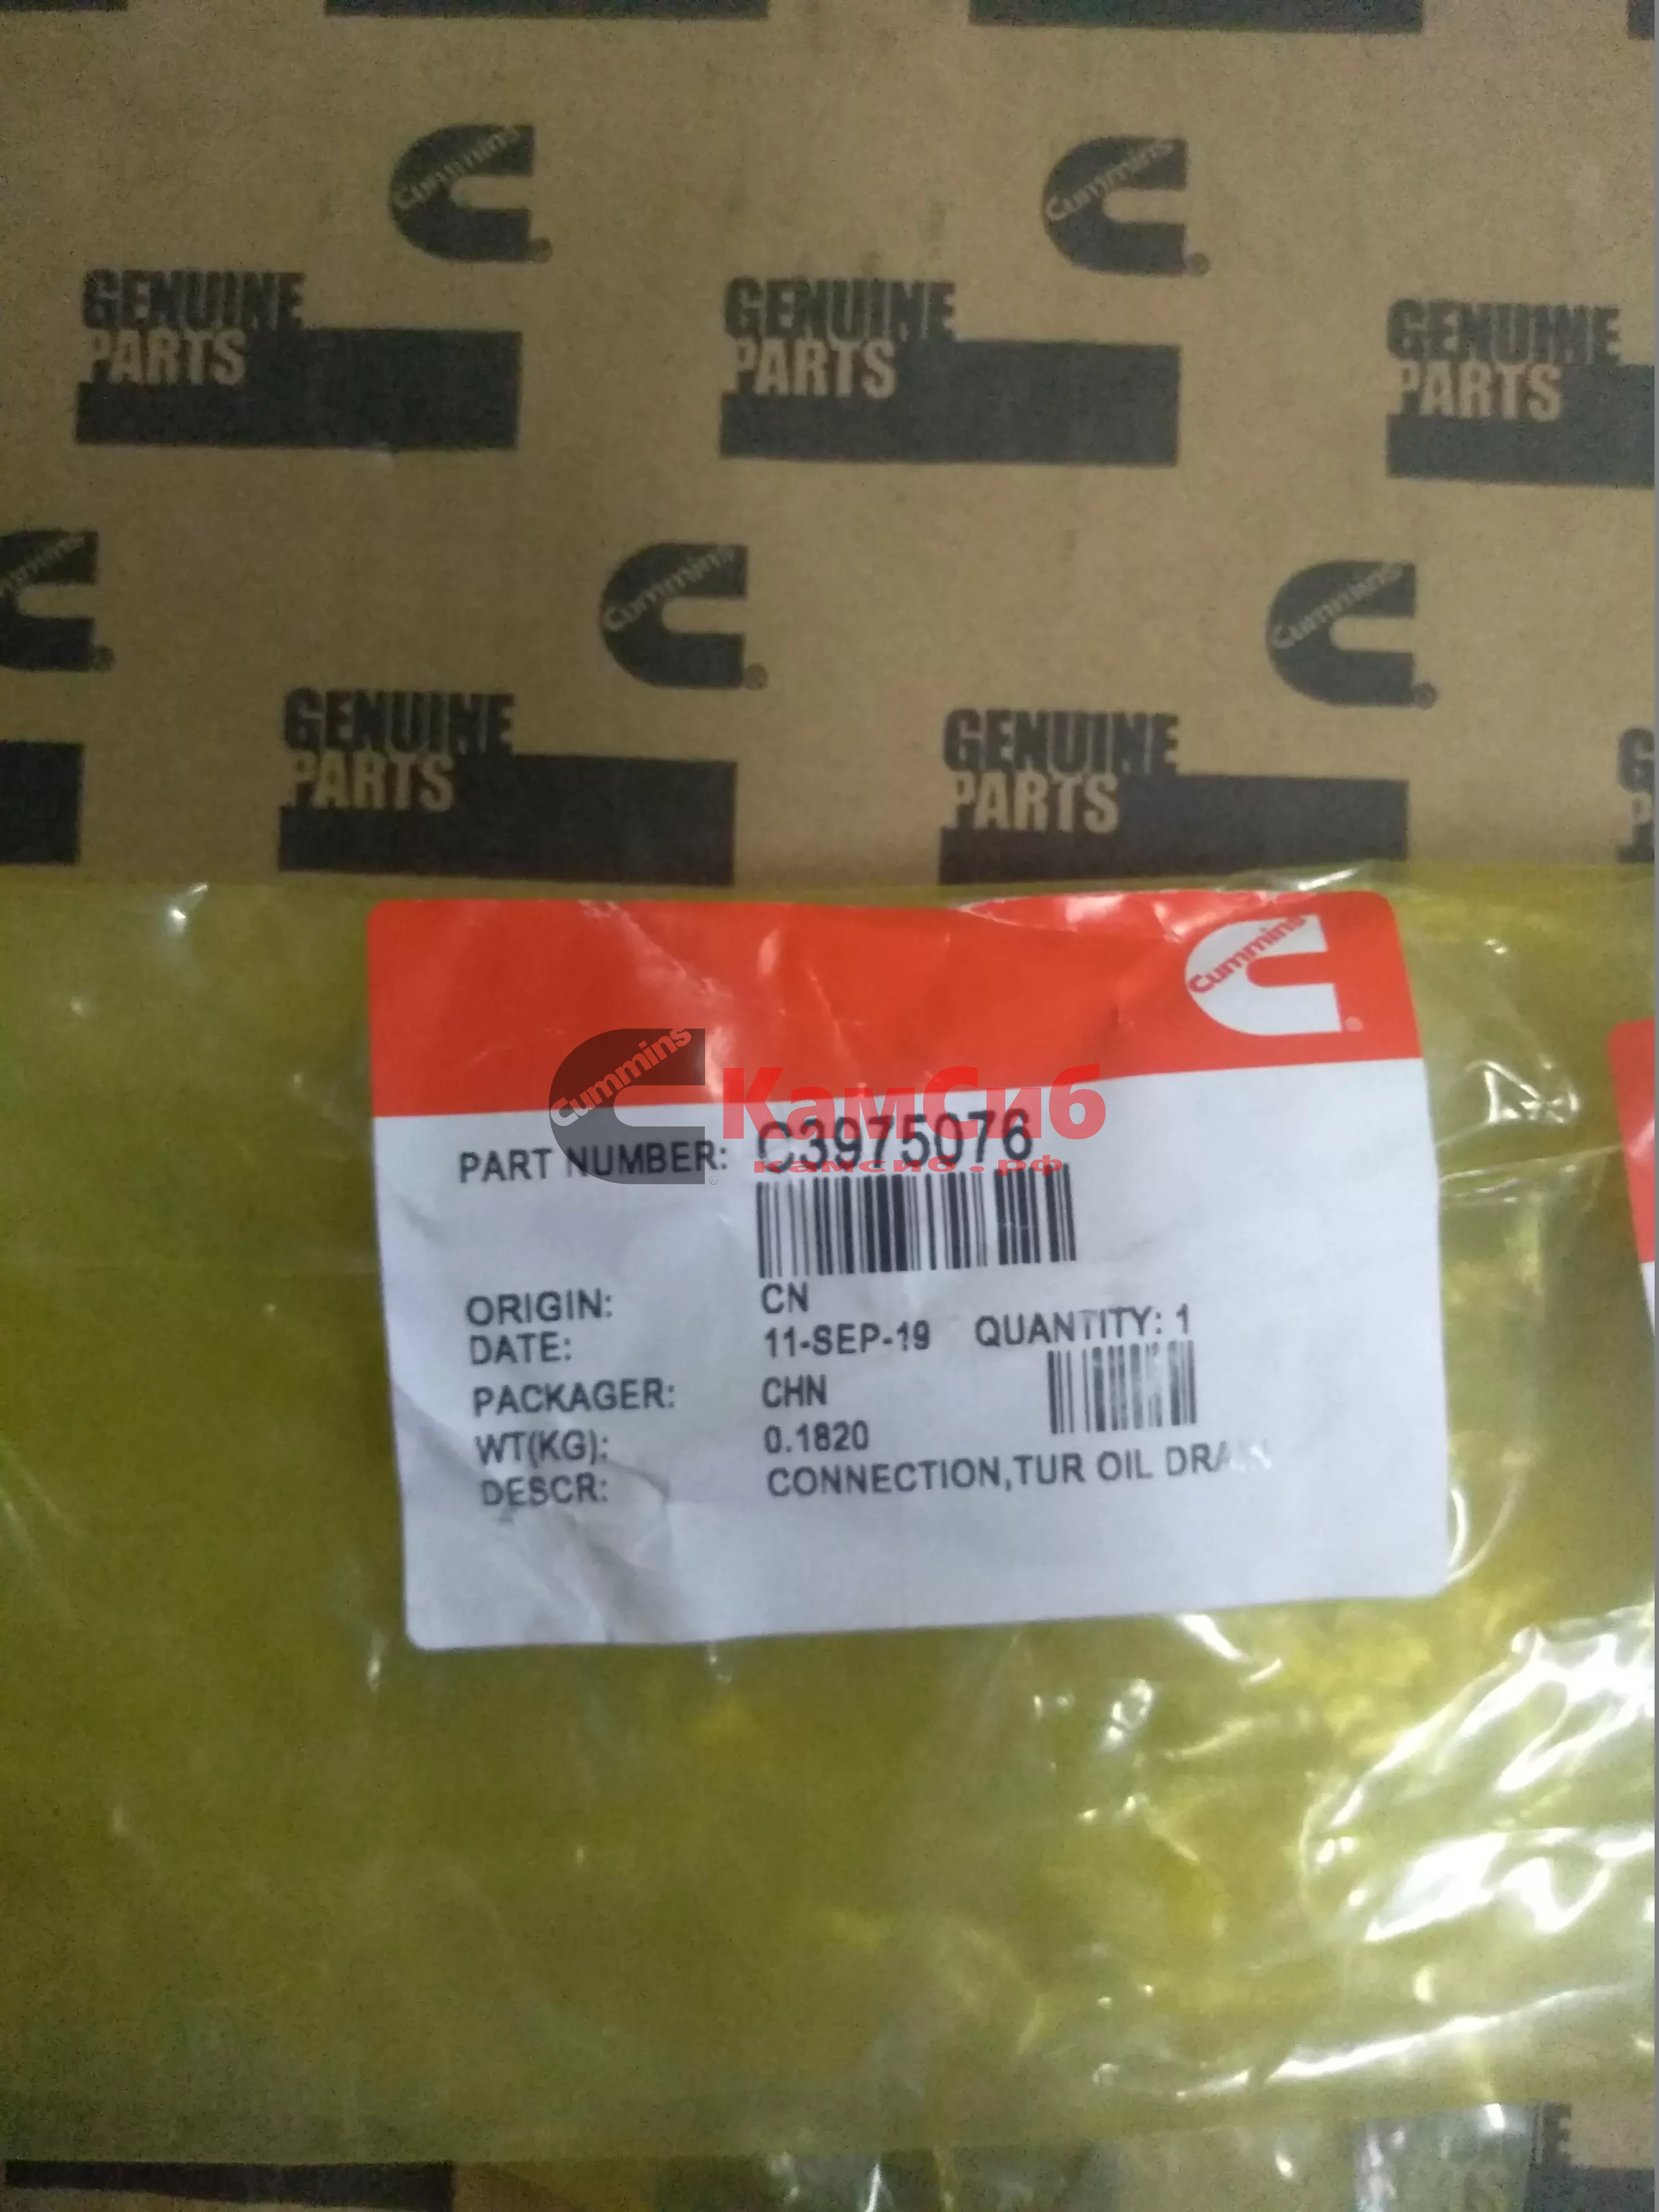 Cummins
Cummins
GENUINE
PARTS
GENUINE
PARTS
GENUINE
PARTS
Cummins
Cummins
GENUINE
PARTS
GENUINE
PARTS
Cummins
Cummins
КамСиб
PART NUMBER: C3975076
камсиб.рф
ORIGIN: CN
DATE: 11-SEP-19 QUANTITY: 1
PACKAGER: CHN
WT(KG): 0.1820
DESCR: CONNECTION,TUR OIL DRAIN